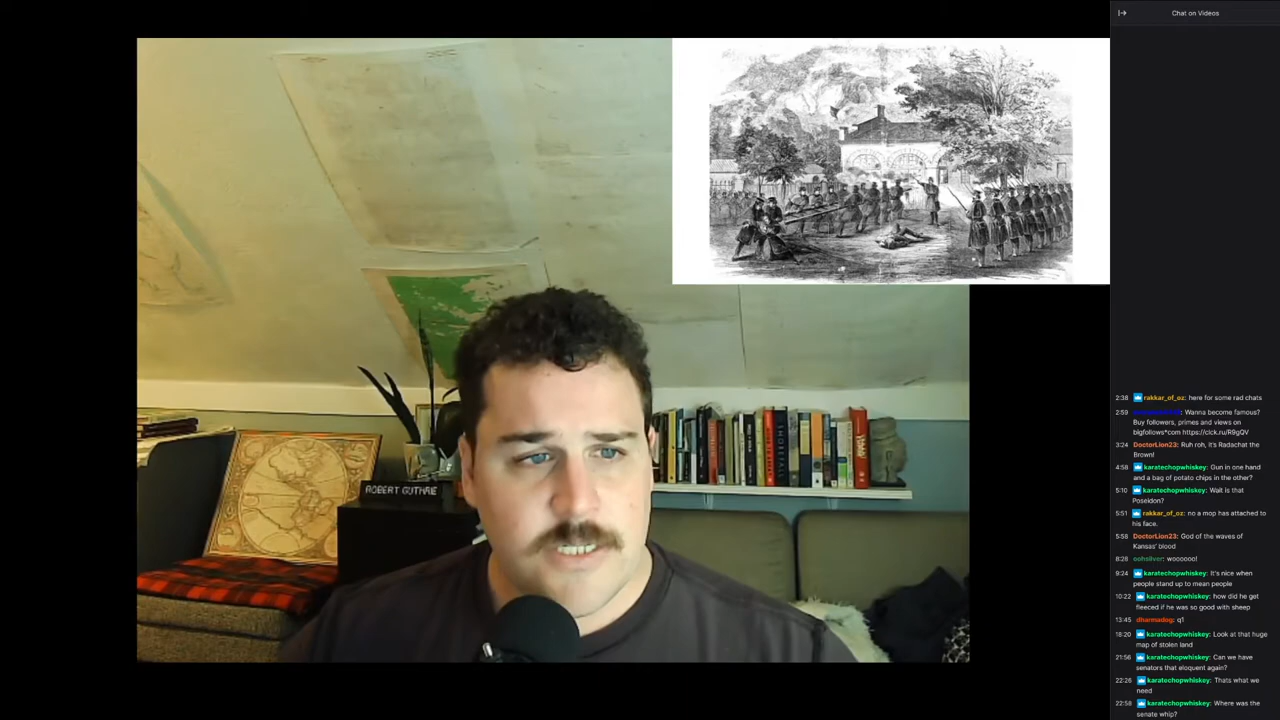 Chat on Videos
2:38 rakkar_of_oz: here for some rad chats
2:59 : Wanna become famous?
Buy followers, primes and views on
bigfollows*com https://clck.ru/R9gQV
3:24 DoctorLion23: Ruh roh, it's Radachat the
Brown!
4:58 karatechopwhiskey: Gun in one hand
and a bag of potato chips in the other?
5:10 karatechopwhiskey: Wait is that
Poseidon?
5:51 rakkar_of_oz: no a mop has attached to
his face.
5:58 DoctorLion23: God of the waves of
Kansas' blood
8:28 oohsilver: woooooo!
9:24 karatechopwhiskey: It's nice when
people stand up to mean people
10:22 karatechopwhiskey: how did he get
fleeced if he was so good with sheep
13:45 dharmadog: q1
18:20 karatechopwhiskey: Look at that huge
map of stolen land
21:56 karatechopwhiskey: Can we have
senators that eloquent again?
22:26 karatechopwhiskey: Thats what we
need
22:58 karatechopwhiskey: Where was the
senate whip?
ROBERT GUTHRIE
SHORTFALL